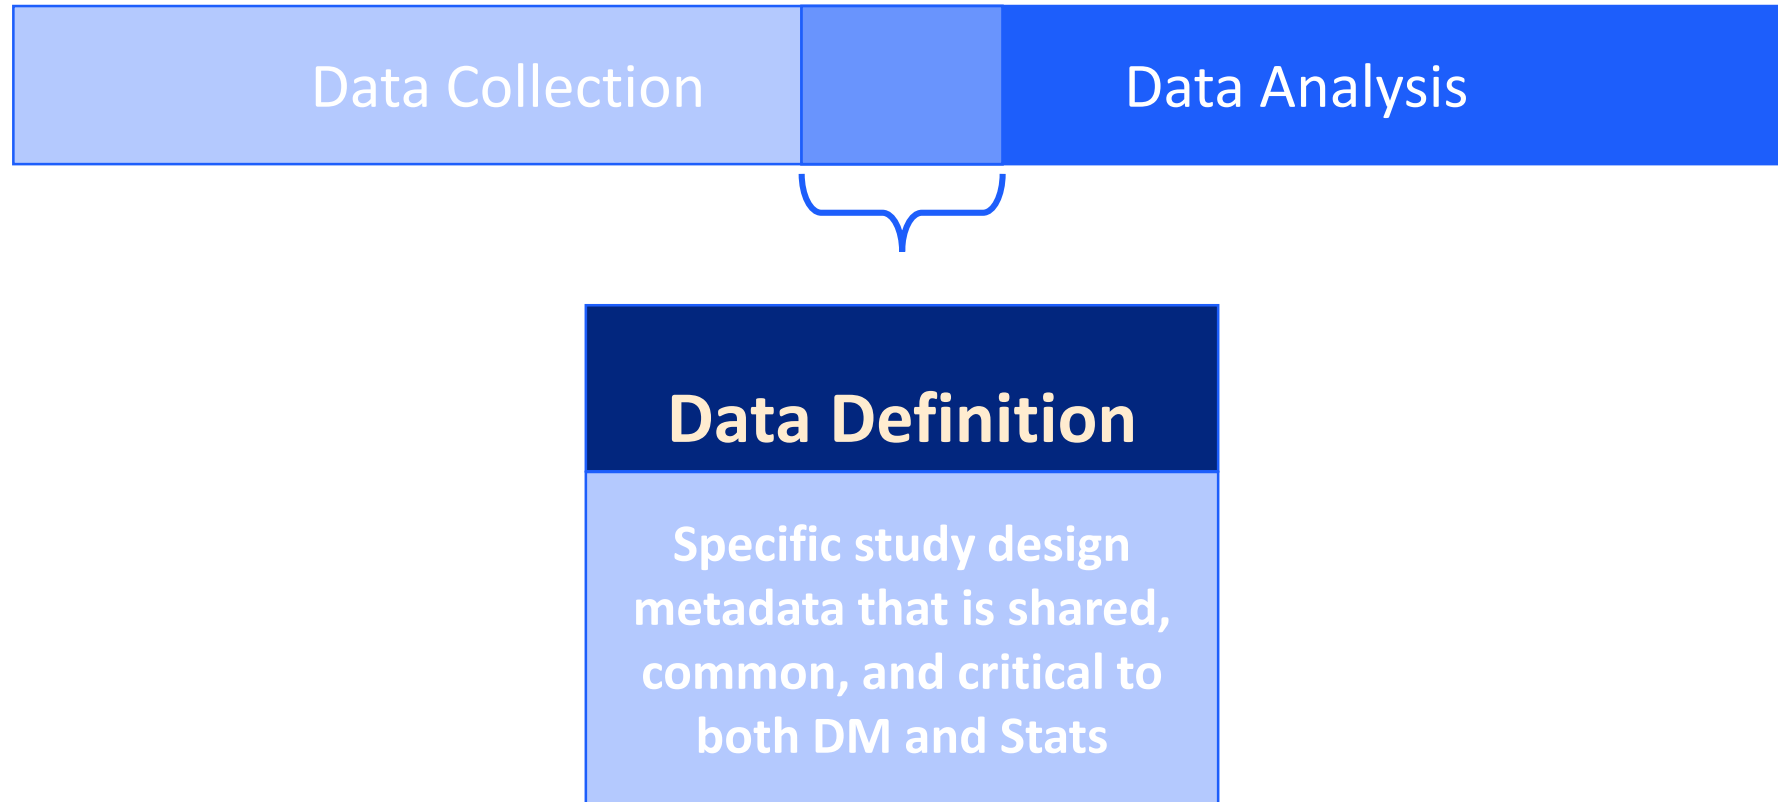 Data Collection
Data Analysis
Data Definition
Specific study design
metadata that is shared,
common, and critical to
both DM and Stats